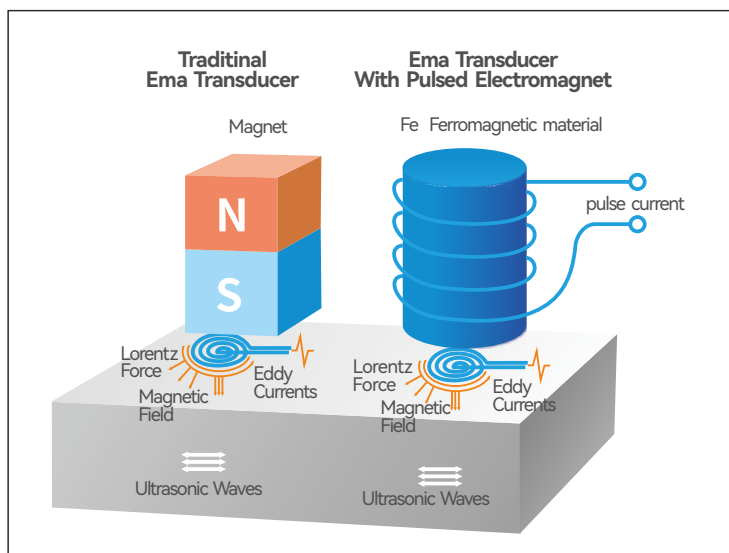 Traditinal
Ema Transducer
Ema Transducer
With Pulsed Electromagnet
Magnet
Fe Ferromagnetic material
N
S
pulse current
Lorentz
Force
Magnetic
Field
Eddy
Currents
Lorentz
Force
Magnetic
Field
Eddy
Currents
Ultrasonic Waves
Ultrasonic Waves